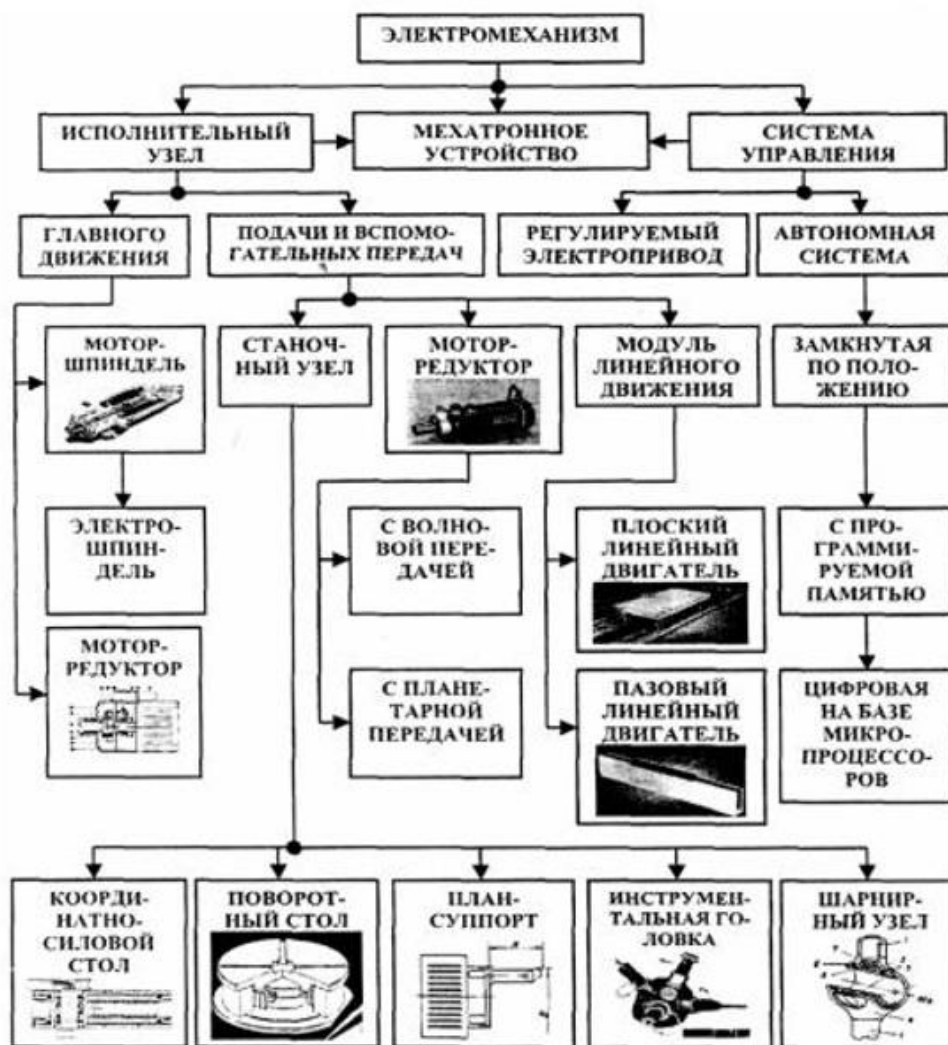 ЭЛЕКТРОМЕХАНИЗМ
ИСПОЛНИТЕЛЬНЫЙ
УЗЕЛ
МЕХАТРОННОЕ
УСТРОЙСТВО
СИСТЕМА
УПРАВЛЕНИЯ
ГЛАВНОГО
ДВИЖЕНИЯ
ПОДАЧИ И ВСПОМО-
ГАТЕЛЬНЫХ ПЕРЕДАЧ
РЕГУЛИРУЕМЫЙ
ЭЛЕКТРОПРИВОД
АВТОНОМНАЯ
СИСТЕМА
МОТОР-
ШПИНДЕЛЬ
СТАНОЧ-
НЫЙ УЗЕЛ
МОТОР-
РЕДУКТОР
МОДУЛЬ
ЛИНЕЙНОГО
ДВИЖЕНИЯ
ЗАМКНУТАЯ
ПО ПОЛО-
ЖЕНИЮ
ЭЛЕКТРО-
ШПИН-
ДЕЛЬ
С ВОЛНО-
ВОЙ ПЕРЕ-
ДАЧЕЙ
ПЛОСКИЙ
ЛИНЕЙНЫЙ
ДВИГАТЕЛЬ
С ПРО-
ГРАММИ-
РУЕМОЙ
ПАМЯТЬЮ
МОТОР-
РЕДУКТОР
С ПЛАНЕ-
ТАРНОЙ
ПЕРЕДАЧЕЙ
ПАЗОВЫЙ
ЛИНЕЙНЫЙ
ДВИГАТЕЛЬ
ЦИФРОВАЯ
НА БАЗЕ
МИКРО-
ПРОЦЕССО-
РОВ
КООРДИ-
НАТНО-
СИЛОВОЙ
СТОЛ
ПОВОРОТ-
НЫЙ СТОЛ
ПЛАН-
СУППОРТ
ИНСТРУМЕН-
ТАЛЬНАЯ ГО-
ЛОВКА
ШАРНИР-
НЫЙ УЗЕЛ